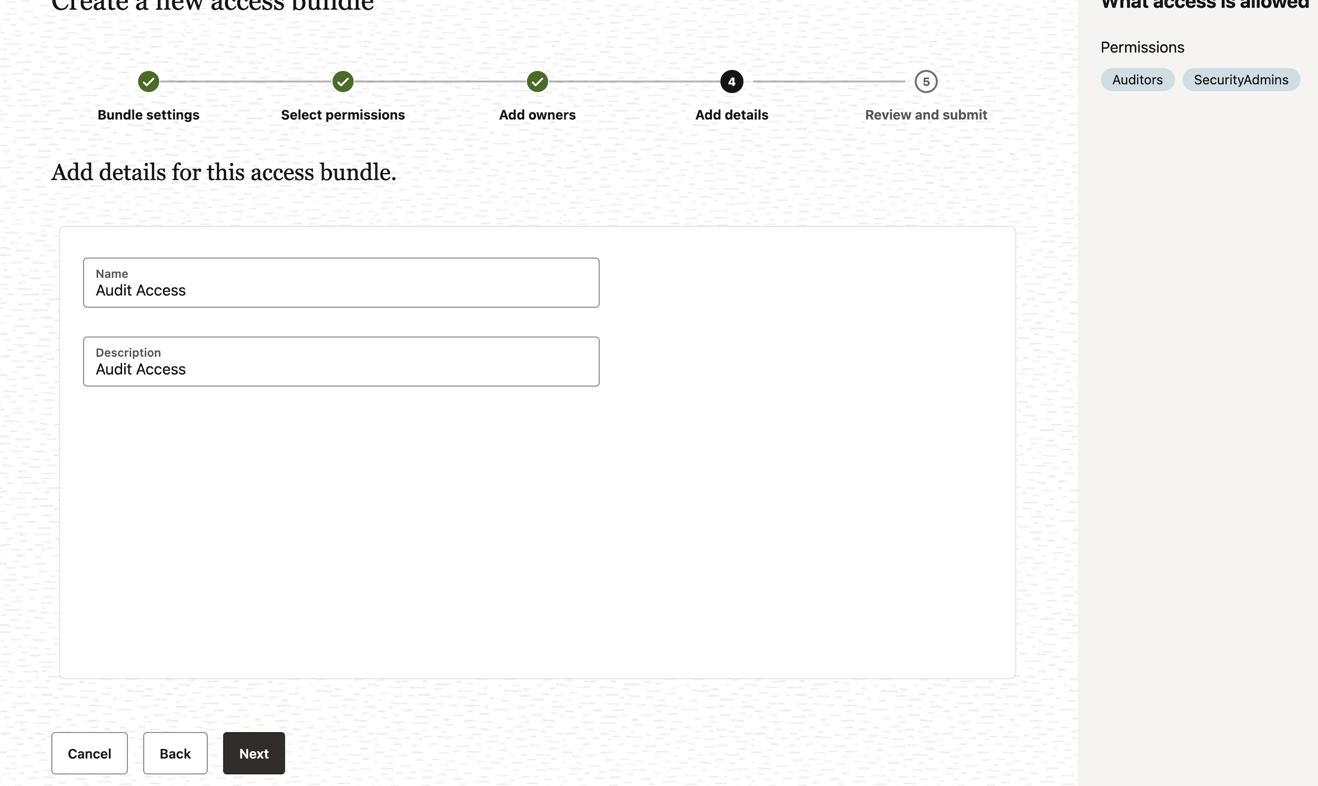 Create a new access bundle
4
5
Bundle settings
Select permissions
Add owners
Add details
Review and submit
Add details for this access bundle.
Name
Audit Access
Description
Audit Access
Cancel
Back
Next
What access is allowed
Permissions
Auditors
SecurityAdmins